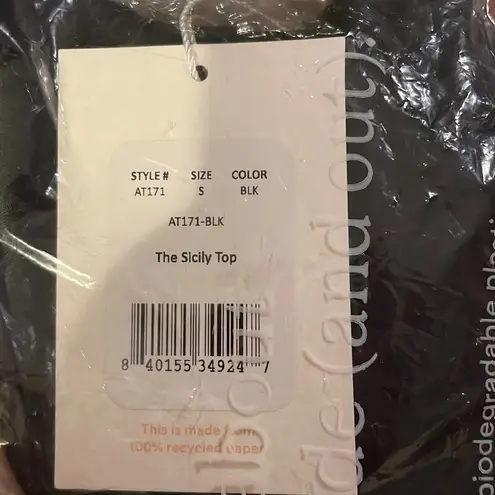 STYLE # SIZE COLOR
AT171 S BLK
AT171-BLK
The Sicily Top
8 40155 34924 7
This is made from
100% recycled paper
de (and out).
biodegradable